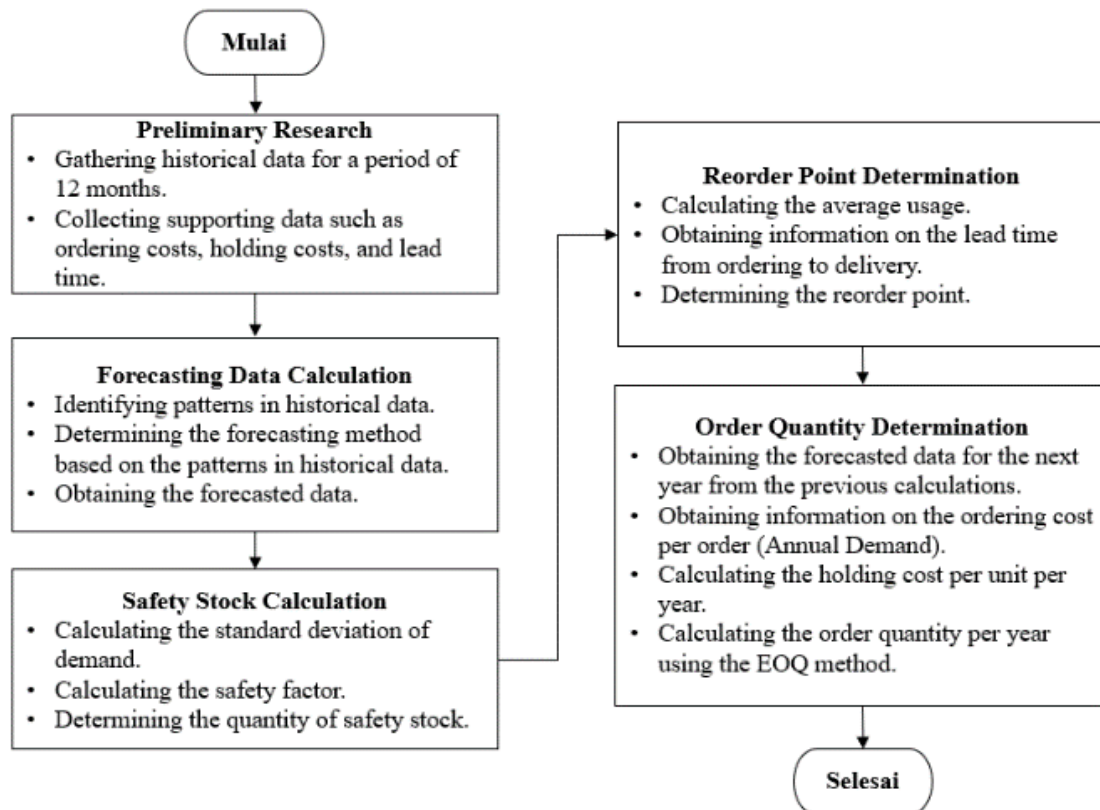 Mulai
Preliminary Research
• Gathering historical data for a period of
12 months.
• Collecting supporting data such as
ordering costs, holding costs, and lead
time.
Forecasting Data Calculation
• Identifying patterns in historical data.
• Determining the forecasting method
based on the patterns in historical data.
• Obtaining the forecasted data.
Safety Stock Calculation
• Calculating the standard deviation of
demand.
• Calculating the safety factor.
• Determining the quantity of safety stock.
Reorder Point Determination
• Calculating the average usage.
• Obtaining information on the lead time
from ordering to delivery.
• Determining the reorder point.
Order Quantity Determination
• Obtaining the forecasted data for the next
year from the previous calculations.
• Obtaining information on the ordering cost
per order (Annual Demand).
• Calculating the holding cost per unit per
year.
• Calculating the order quantity per year
using the EOQ method.
Selesai